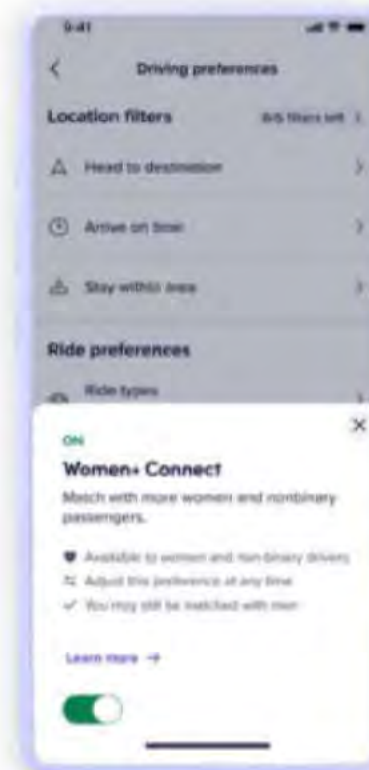 9:41
Driving preferences
Location filters
filters left
Head to destination
Arrive on time
Stay within area
Ride preferences
Ride types
ON
Women+ Connect
Match with more women and nonbinary
passengers.
Available to women and non-binary drivers
Adjust this preference at any time
You may still be matched with men
Learn more →